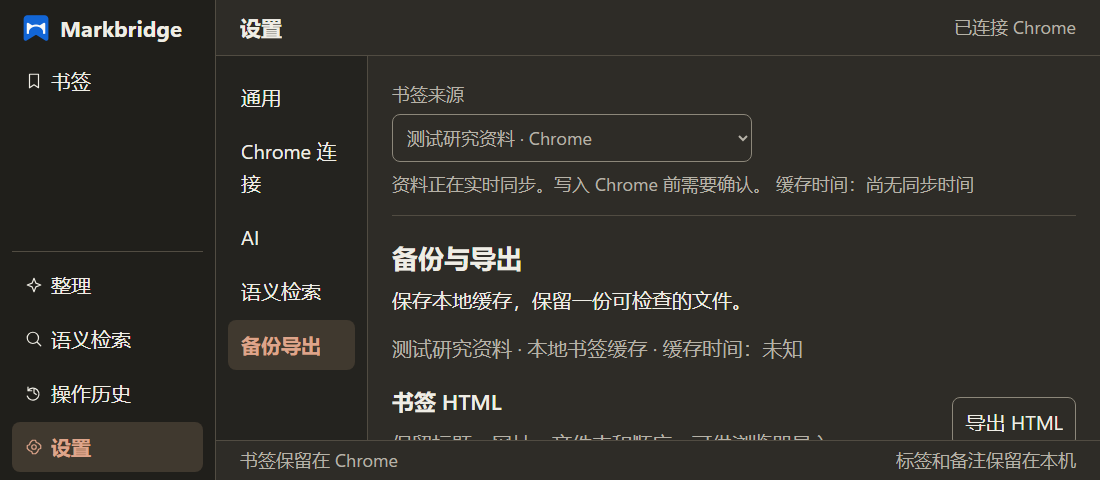 Markbridge
书签
整理
语义检索
操作历史
设置
设置
已连接 Chrome
通用
Chrome 连
接
AI
语义检索
备份导出
书签来源
测试研究资料 · Chrome
资料正在实时同步。写入 Chrome 前需要确认。 缓存时间：尚无同步时间
备份与导出
保存本地缓存，保留一份可检查的文件。
测试研究资料 · 本地书签缓存 · 缓存时间：未知
书签 HTML
导出 HTML
书签保留在 Chrome
标签和备注保留在本机